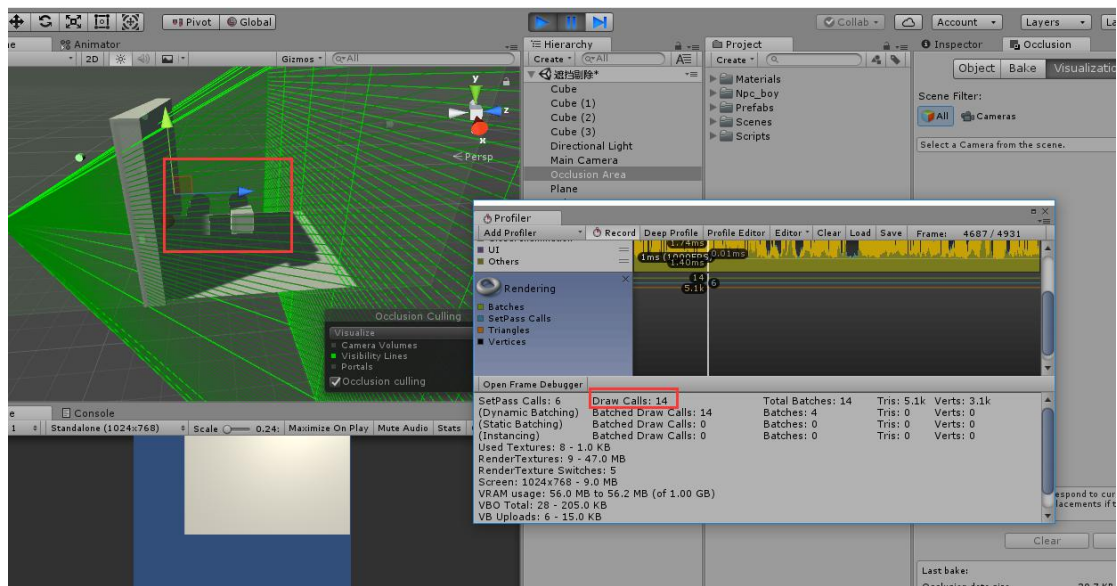 Pivot Global
Collab
Account
Layers
Animator
2D
Gizmos
All
y
z
x
Persp
Occlusion Culling
Visualize
Camera Volumes
Visibility Lines
Portals
Occlusion culling
Hierarchy
Create
All
遮挡剔除*
Cube
Cube (1)
Cube (2)
Cube (3)
Directional Light
Main Camera
Occlusion Area
Plane
Project
Create
Materials
Npc_boy
Prefabs
Scenes
Scripts
Inspector Occlusion
Object Bake
Scene Filter:
All Cameras
Select a Camera from the scene.
Profiler
Add Profiler Record Deep Profile Profile Editor Editor Clear Load Save Frame: 4687 / 4931
UI
Others
1.74ms
0.01ms
1.40ms
14
6
5.1k
Rendering
Batches
SetPass Calls
Triangles
Vertices
Open Frame Debugger
SetPass Calls: 6 Draw Calls: 14 Total Batches: 14 Tris: 5.1k Verts: 3.1k
(Dynamic Batching) Batched Draw Calls: 14 Batches: 4 Tris: 0 Verts: 0
(Static Batching) Batched Draw Calls: 0 Batches: 0 Tris: 0 Verts: 0
(Instancing) Batched Draw Calls: 0 Batches: 0 Tris: 0 Verts: 0
Used Textures: 8 - 1.0 KB
RenderTextures: 9 - 47.0 MB
RenderTexture Switches: 5
Screen: 1024x768 - 9.0 MB
VRAM usage: 56.0 MB to 56.2 MB (of 1.00 GB)
VBO Total: 28 - 205.0 KB
VB Uploads: 6 - 15.0 KB
Console
Standalone (1024x768) Scale 0.24: Maximize On Play Mute Audio Stats
Clear
Last bake: